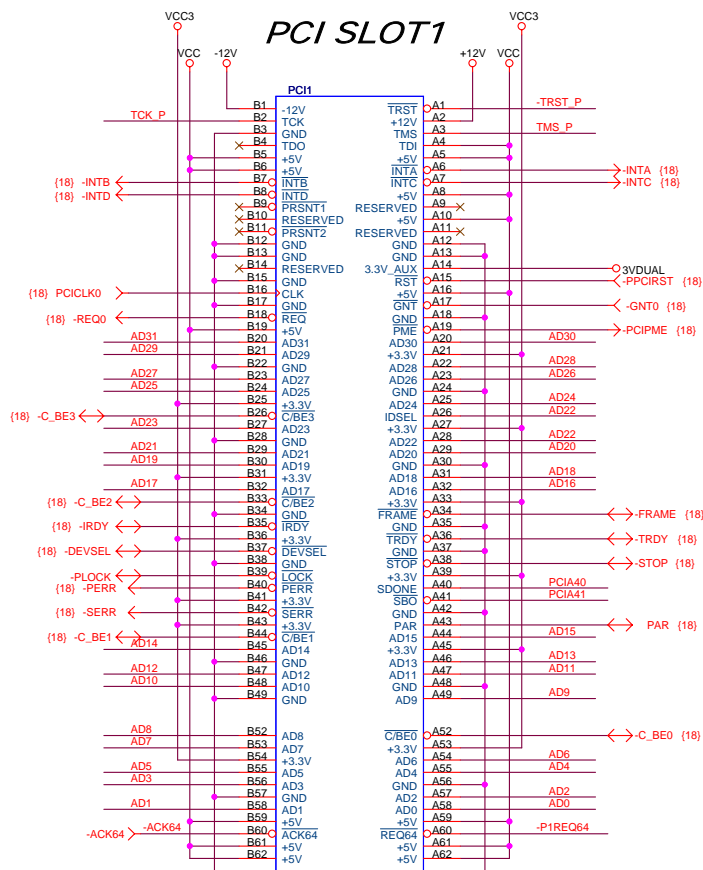 PCI SLOT1
VCC3 VCC3
VCC -12V +12V VCC
PCI1
B1 -12V TRST A1 -TRST_P
TCK_P B2 TCK +12V A2
B3 GND TMS A3 TMS_P
B4 TDO TDI A4
B5 +5V +5V A5
B6 +5V INTA A6 -INTA {18}
{18} -INTB B7 INTB INTC A7 -INTC {18}
{18} -INTD B8 INTD +5V A8
B9 PRSNT1 RESERVED A9
B10 RESERVED +5V A10
B11 PRSNT2 RESERVED A11
B12 GND GND A12
B13 GND GND A13
B14 RESERVED 3.3V_AUX A14 3VDUAL
B15 GND RST A15 -PPCIRST {18}
{18} PCICLK0 B16 CLK +5V A16
B17 GND GNT A17 -GNT0 {18}
{18} -REQ0 B18 REQ GND A18
B19 +5V PME A19 -PCIPME {18}
AD31 B20 AD31 AD30 A20 AD30
AD29 B21 AD29 +3.3V A21
B22 GND AD28 A22 AD28
AD27 B23 AD27 AD26 A23 AD26
AD25 B24 AD25 GND A24
B25 +3.3V AD24 A25 AD24
{18} -C_BE3 B26 C/BE3 IDSEL A26 AD22
AD23 B27 AD23 +3.3V A27
B28 GND AD22 A28 AD22
AD21 B29 AD21 AD20 A29 AD20
AD19 B30 AD19 GND A30
B31 +3.3V AD18 A31 AD18
AD17 B32 AD17 AD16 A32 AD16
{18} -C_BE2 B33 C/BE2 +3.3V A33
B34 GND FRAME A34 -FRAME {18}
{18} -IRDY B35 IRDY GND A35
B36 +3.3V TRDY A36 -TRDY {18}
{18} -DEVSEL B37 DEVSEL GND A37
B38 GND STOP A38 -STOP {18}
-PLOCK B39 LOCK +3.3V A39
{18} -PERR B40 PERR SDONE A40 PCIA40
B41 +3.3V SBO A41 PCIA41
{18} -SERR B42 SERR GND A42
B43 +3.3V PAR A43 PAR {18}
{18} -C_BE1 B44 C/BE1 AD15 A44 AD15
AD14 B45 AD14 +3.3V A45
B46 GND AD13 A46 AD13
AD12 B47 AD12 AD11 A47 AD11
AD10 B48 AD10 GND A48
B49 GND AD9 A49 AD9
AD8 B52 AD8 C/BE0 A52 -C_BE0 {18}
AD7 B53 AD7 +3.3V A53
B54 +3.3V AD6 A54 AD6
AD5 B55 AD5 AD4 A55 AD4
AD3 B56 AD3 GND A56
B57 GND AD2 A57 AD2
AD1 B58 AD1 AD0 A58 AD0
B59 +5V +5V A59
-ACK64 -ACK64 B60 ACK64 REQ64 A60 -P1REQ64
B61 +5V +5V A61
B62 +5V +5V A62